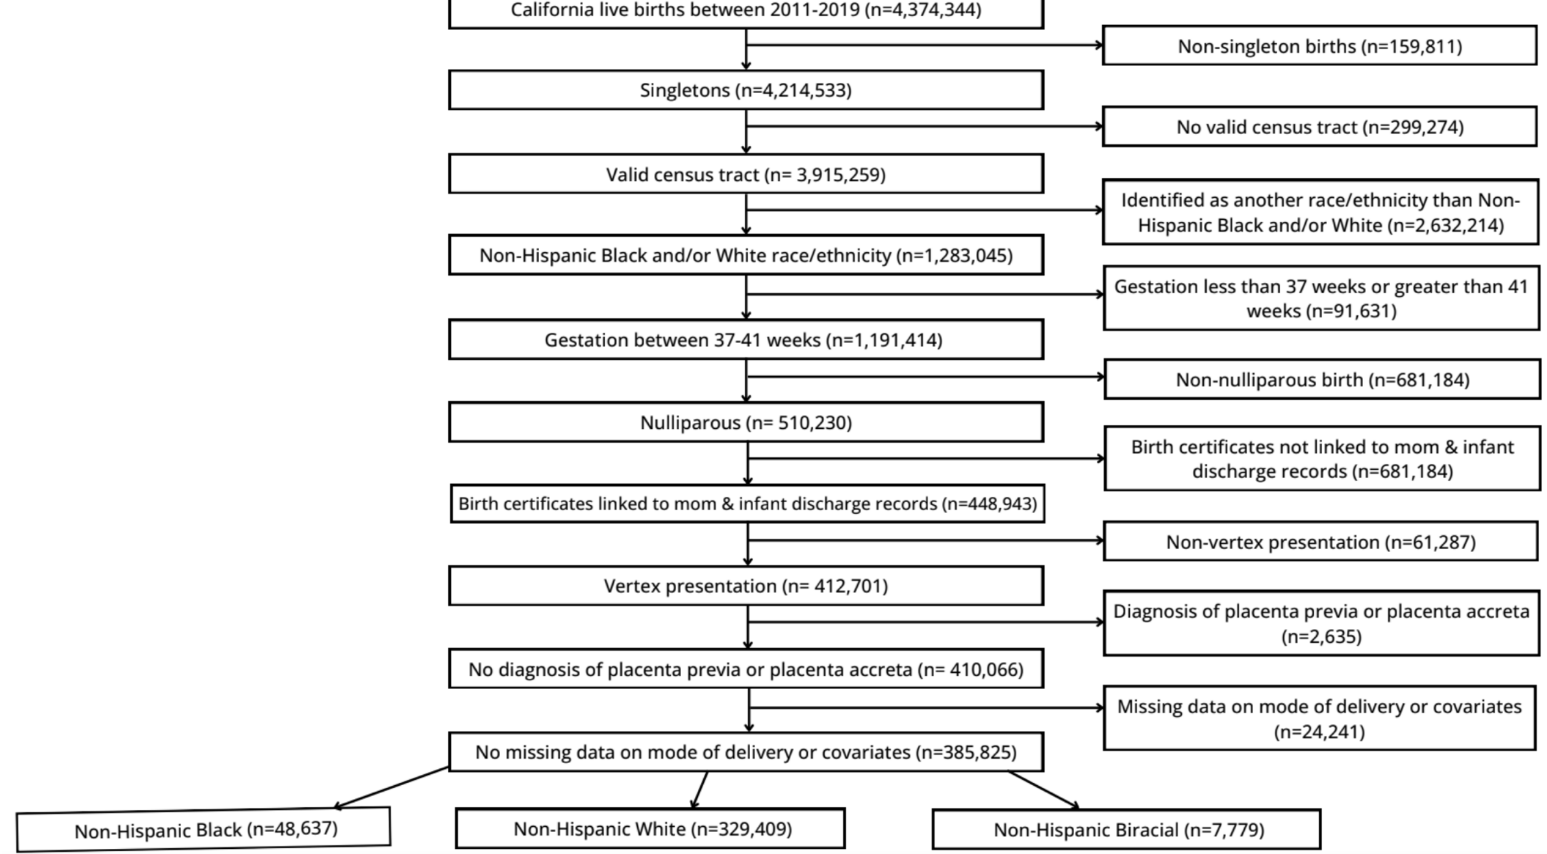 California live births between 2011-2019 (n=4,374,344)
Non-singleton births (n=159,811)
Singletons (n=4,214,533)
No valid census tract (n=299,274)
Valid census tract (n= 3,915,259)
Identified as another race/ethnicity than Non-
Hispanic Black and/or White (n=2,632,214)
Non-Hispanic Black and/or White race/ethnicity (n=1,283,045)
Gestation less than 37 weeks or greater than 41
weeks (n=91,631)
Gestation between 37-41 weeks (n=1,191,414)
Non-nulliparous birth (n=681,184)
Nulliparous (n= 510,230)
Birth certificates not linked to mom & infant
discharge records (n=681,184)
Birth certificates linked to mom & infant discharge records (n=448,943)
Non-vertex presentation (n=61,287)
Vertex presentation (n= 412,701)
Diagnosis of placenta previa or placenta accreta
(n=2,635)
No diagnosis of placenta previa or placenta accreta (n= 410,066)
Missing data on mode of delivery or covariates
(n=24,241)
No missing data on mode of delivery or covariates (n=385,825)
Non-Hispanic Black (n=48,637)
Non-Hispanic White (n=329,409)
Non-Hispanic Biracial (n=7,779)